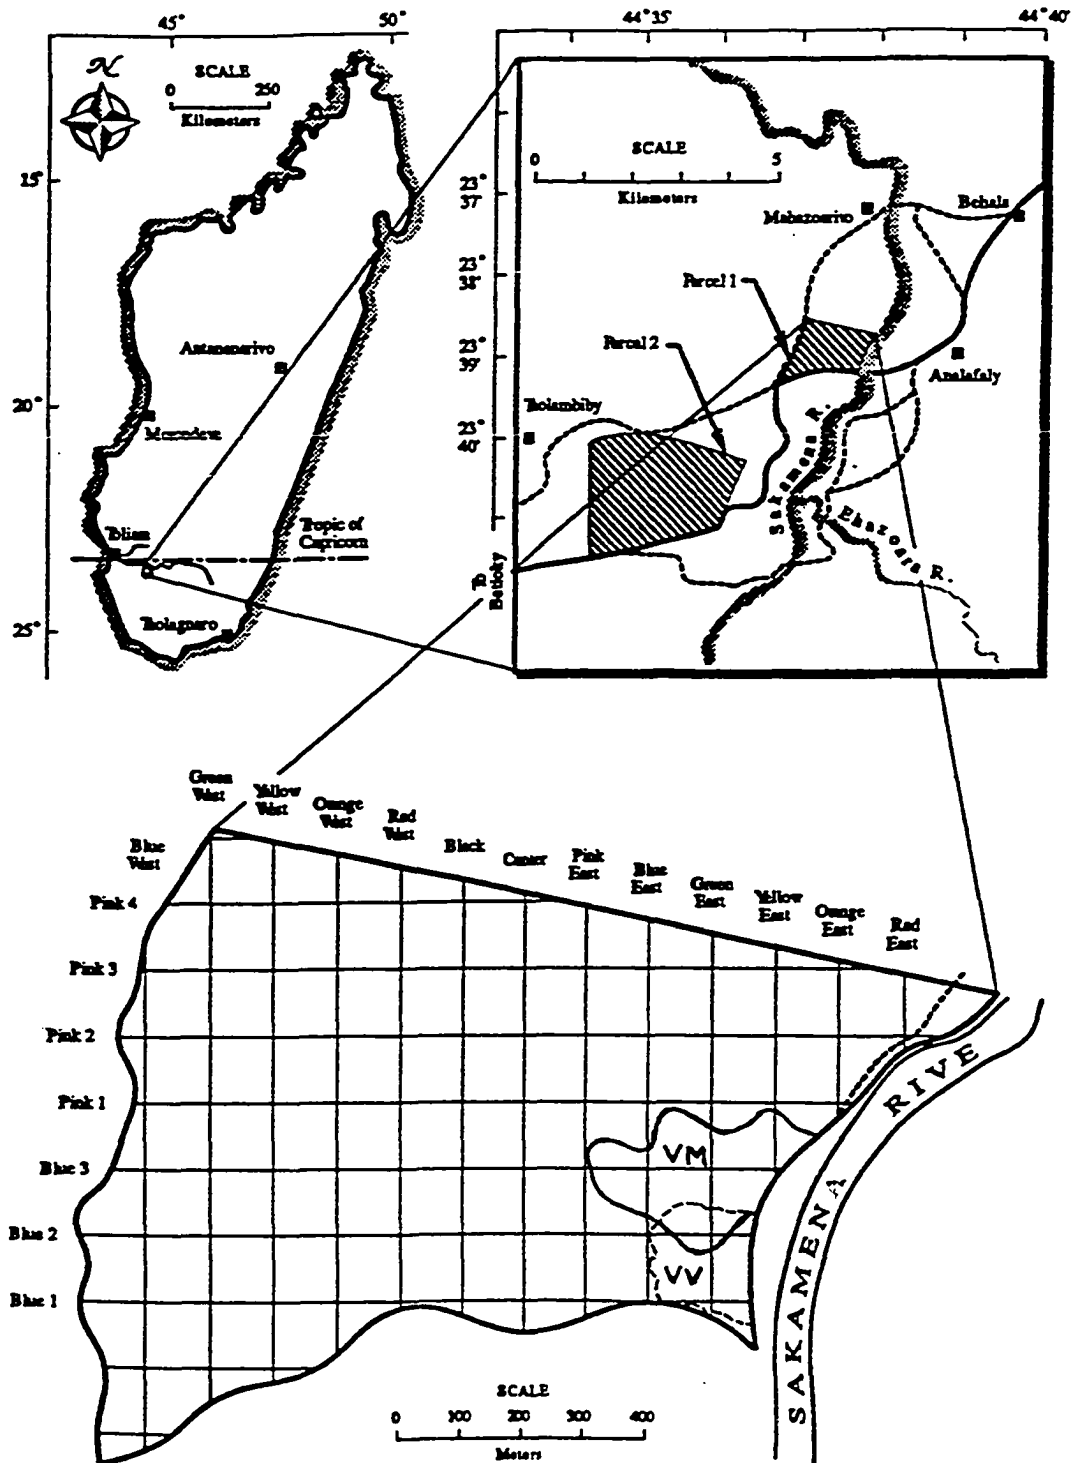 45°
50°
N
SCALE
0 250
Kilometers
15°
20°
25°
Antananarivo
Morondava
Toliara
Tropic of
Capricorn
Tolagnaro
44° 35'
44° 40'
SCALE
0 5
Kilometers
23°
37'
23°
38'
23°
39'
23°
40'
Mahazoarivo
Behala
Parcel 1
Parcel 2
Analafaly
Tsolambiby
Sakamena R.
Ehazoara R.
To
Betioky
Green
West
Yellow
West
Orange
West
Red
West
Black
Center
Pink
East
Blue
East
Green
East
Yellow
East
Orange
East
Red
East
Blue
West
Pink 4
Pink 3
Pink 2
Pink 1
Blue 3
Blue 2
Blue 1
VM
VV
SAKAMENA RIVE
SCALE
0 100 200 300 400
Meters